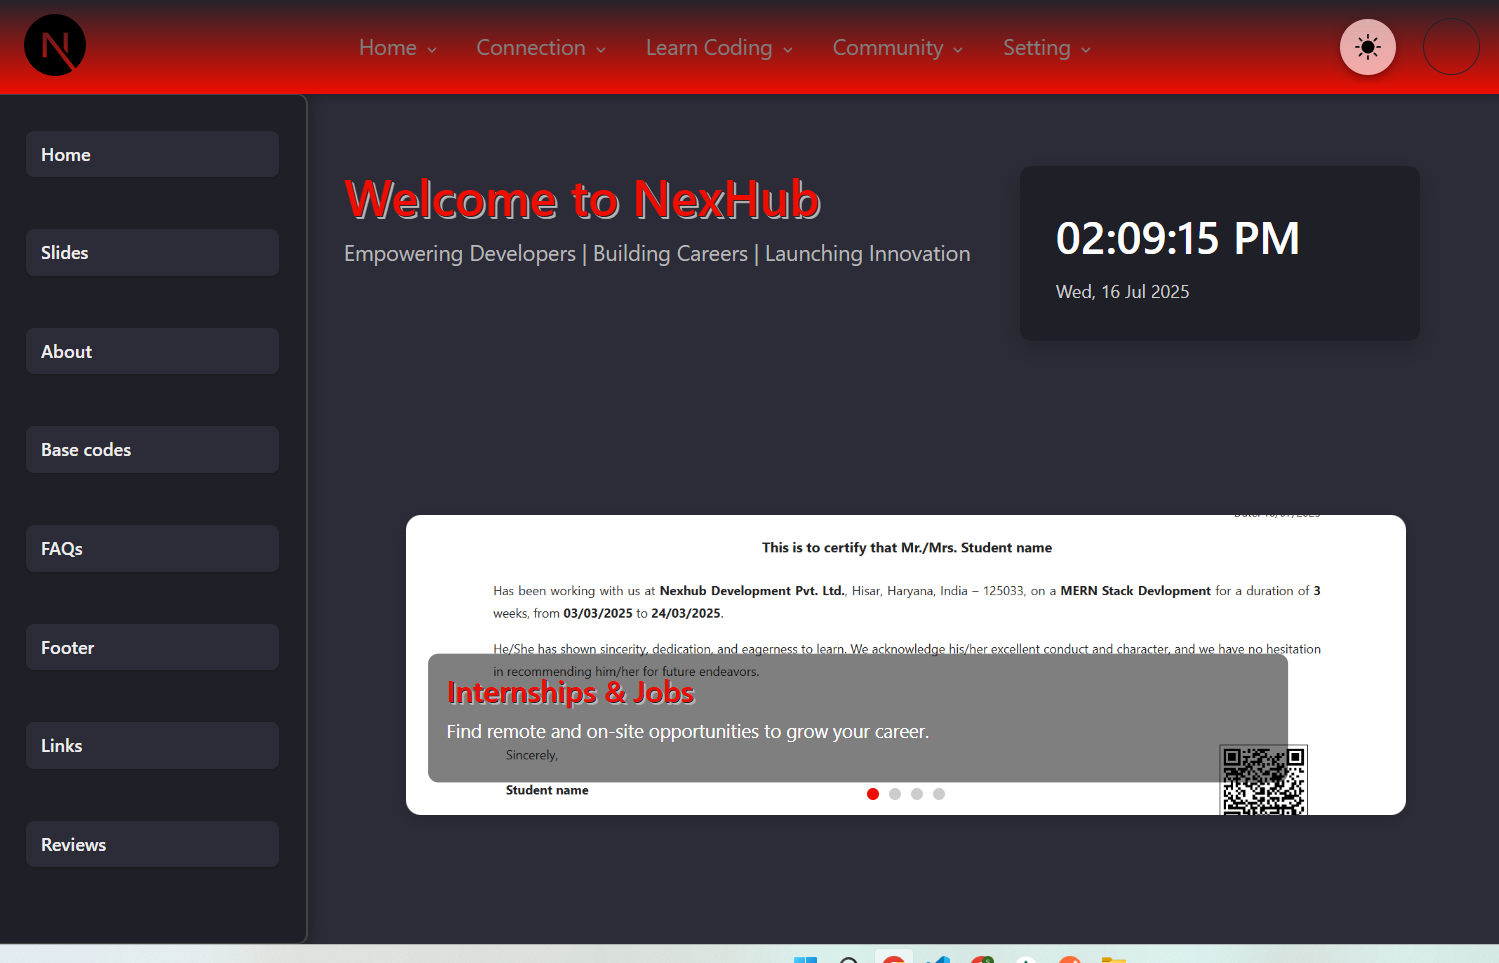 N
Home
Connection
Learn Coding
Community
Setting
Home
Slides
About
Base codes
FAQs
Footer
Links
Reviews
Welcome to NexHub
Empowering Developers | Building Careers | Launching Innovation
02:09:15 PM
Wed, 16 Jul 2025
This is to certify that Mr./Mrs. Student name
Has been working with us at Nexhub Development Pvt. Ltd., Hisar, Haryana, India – 125033, on a MERN Stack Devlopment for a duration of 3
weeks, from 03/03/2025 to 24/03/2025.
He/She has shown sincerity, dedication, and eagerness to learn. We acknowledge his/her excellent conduct and character, and we have no hesitation
in recommending him/her for future endeavors.
Internships & Jobs
Find remote and on-site opportunities to grow your career.
Sincerely,
Student name